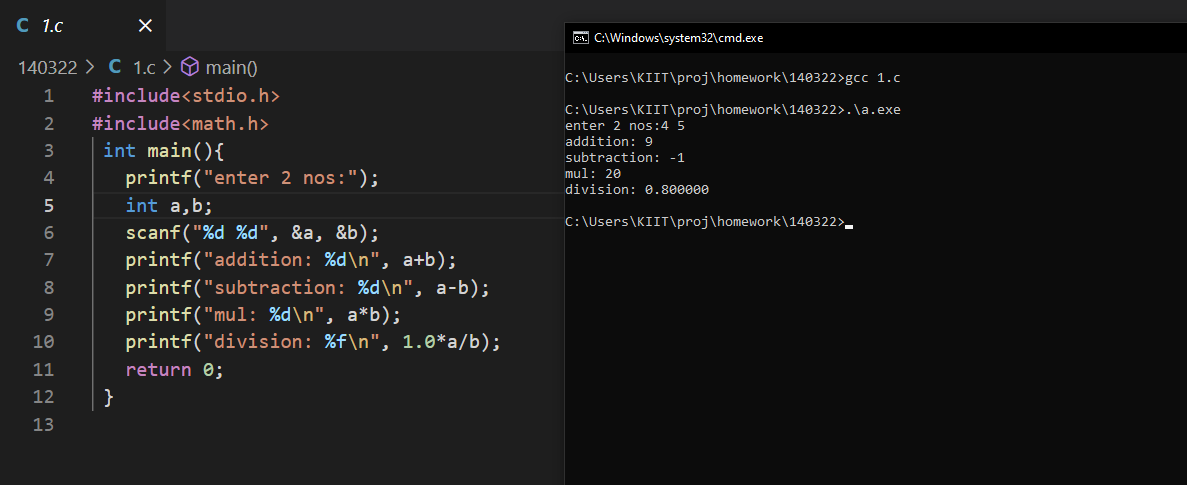 C 1.c ×
140322 > C 1.c > main()
1 #include<stdio.h>
2 #include<math.h>
3 int main(){
4 printf("enter 2 nos:");
5 int a,b;
6 scanf("%d %d", &a, &b);
7 printf("addition: %d\n", a+b);
8 printf("subtraction: %d\n", a-b);
9 printf("mul: %d\n", a*b);
10 printf("division: %f\n", 1.0*a/b);
11 return 0;
12 }
13
C:\Windows\system32\cmd.exe
C:\Users\KIIT\proj\homework\140322>gcc 1.c
C:\Users\KIIT\proj\homework\140322>.\a.exe
enter 2 nos:4 5
addition: 9
subtraction: -1
mul: 20
division: 0.800000
C:\Users\KIIT\proj\homework\140322>